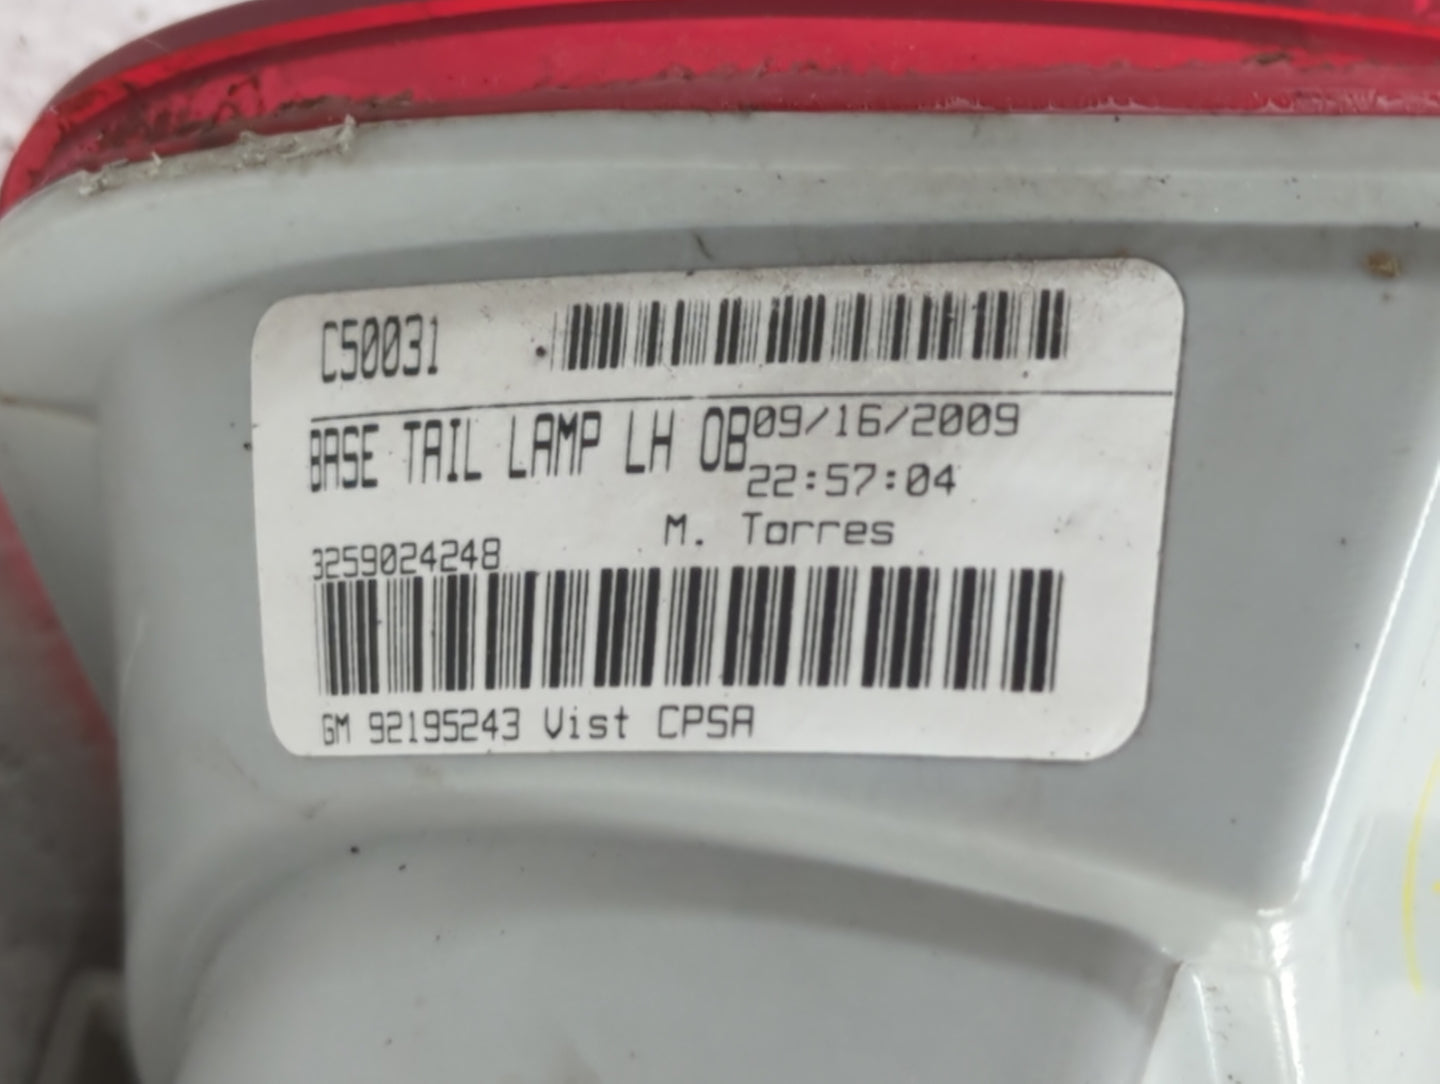 C50031
BASE TAIL LAMP LH OB 09/16/2009
22:57:04
M. Torres
3259024248
GM 92195243 Vist CPSA